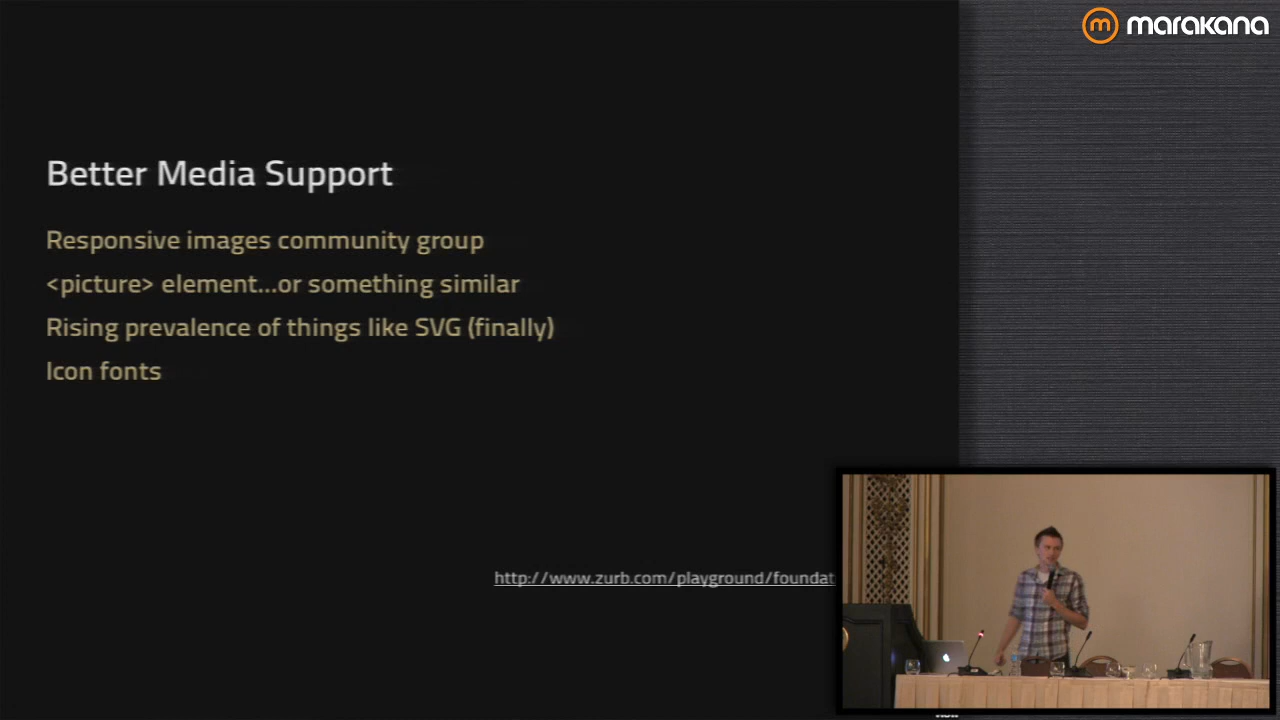 marakana
Better Media Support
Responsive images community group
<picture> element...or something similar
Rising prevalence of things like SVG (finally)
Icon fonts
http://www.zurb.com/playground/foundat